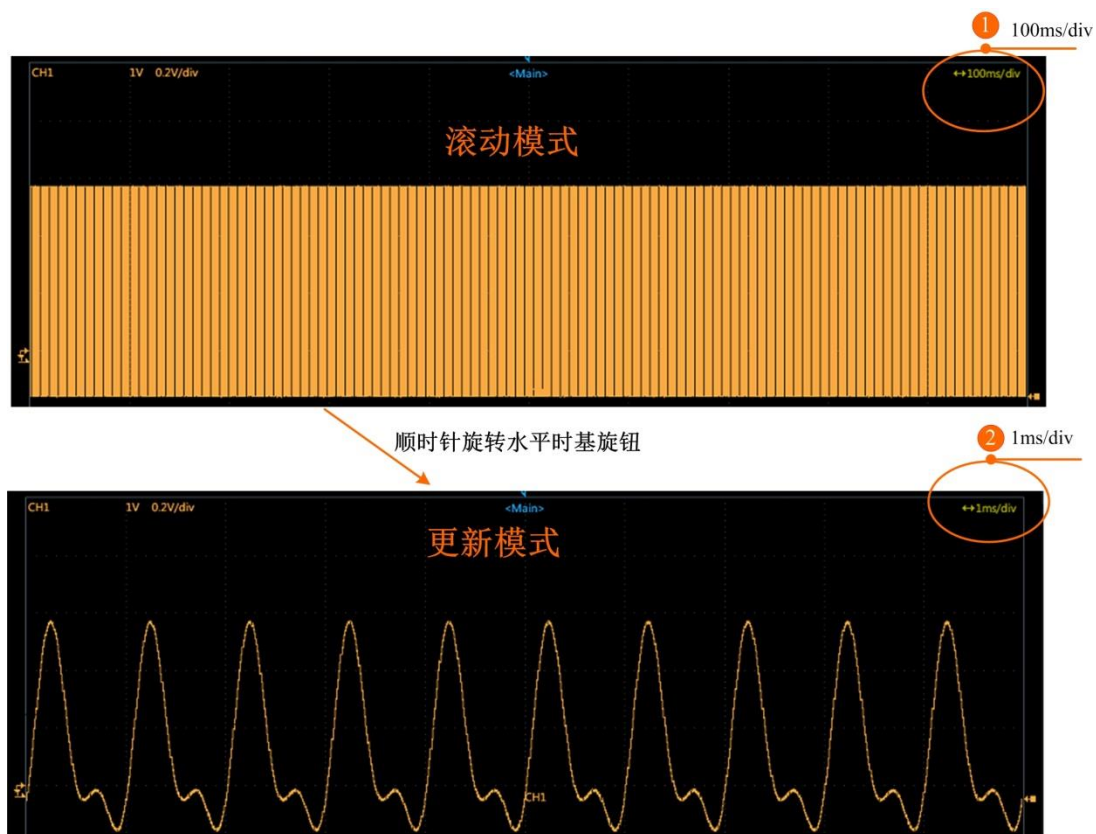 1 100ms/div
CH1 1V 0.2V/div <Main> ↔100ms/div
滚动模式
顺时针旋转水平时基旋钮
2 1ms/div
CH1 1V 0.2V/div <Main> ↔1ms/div
更新模式
CH1